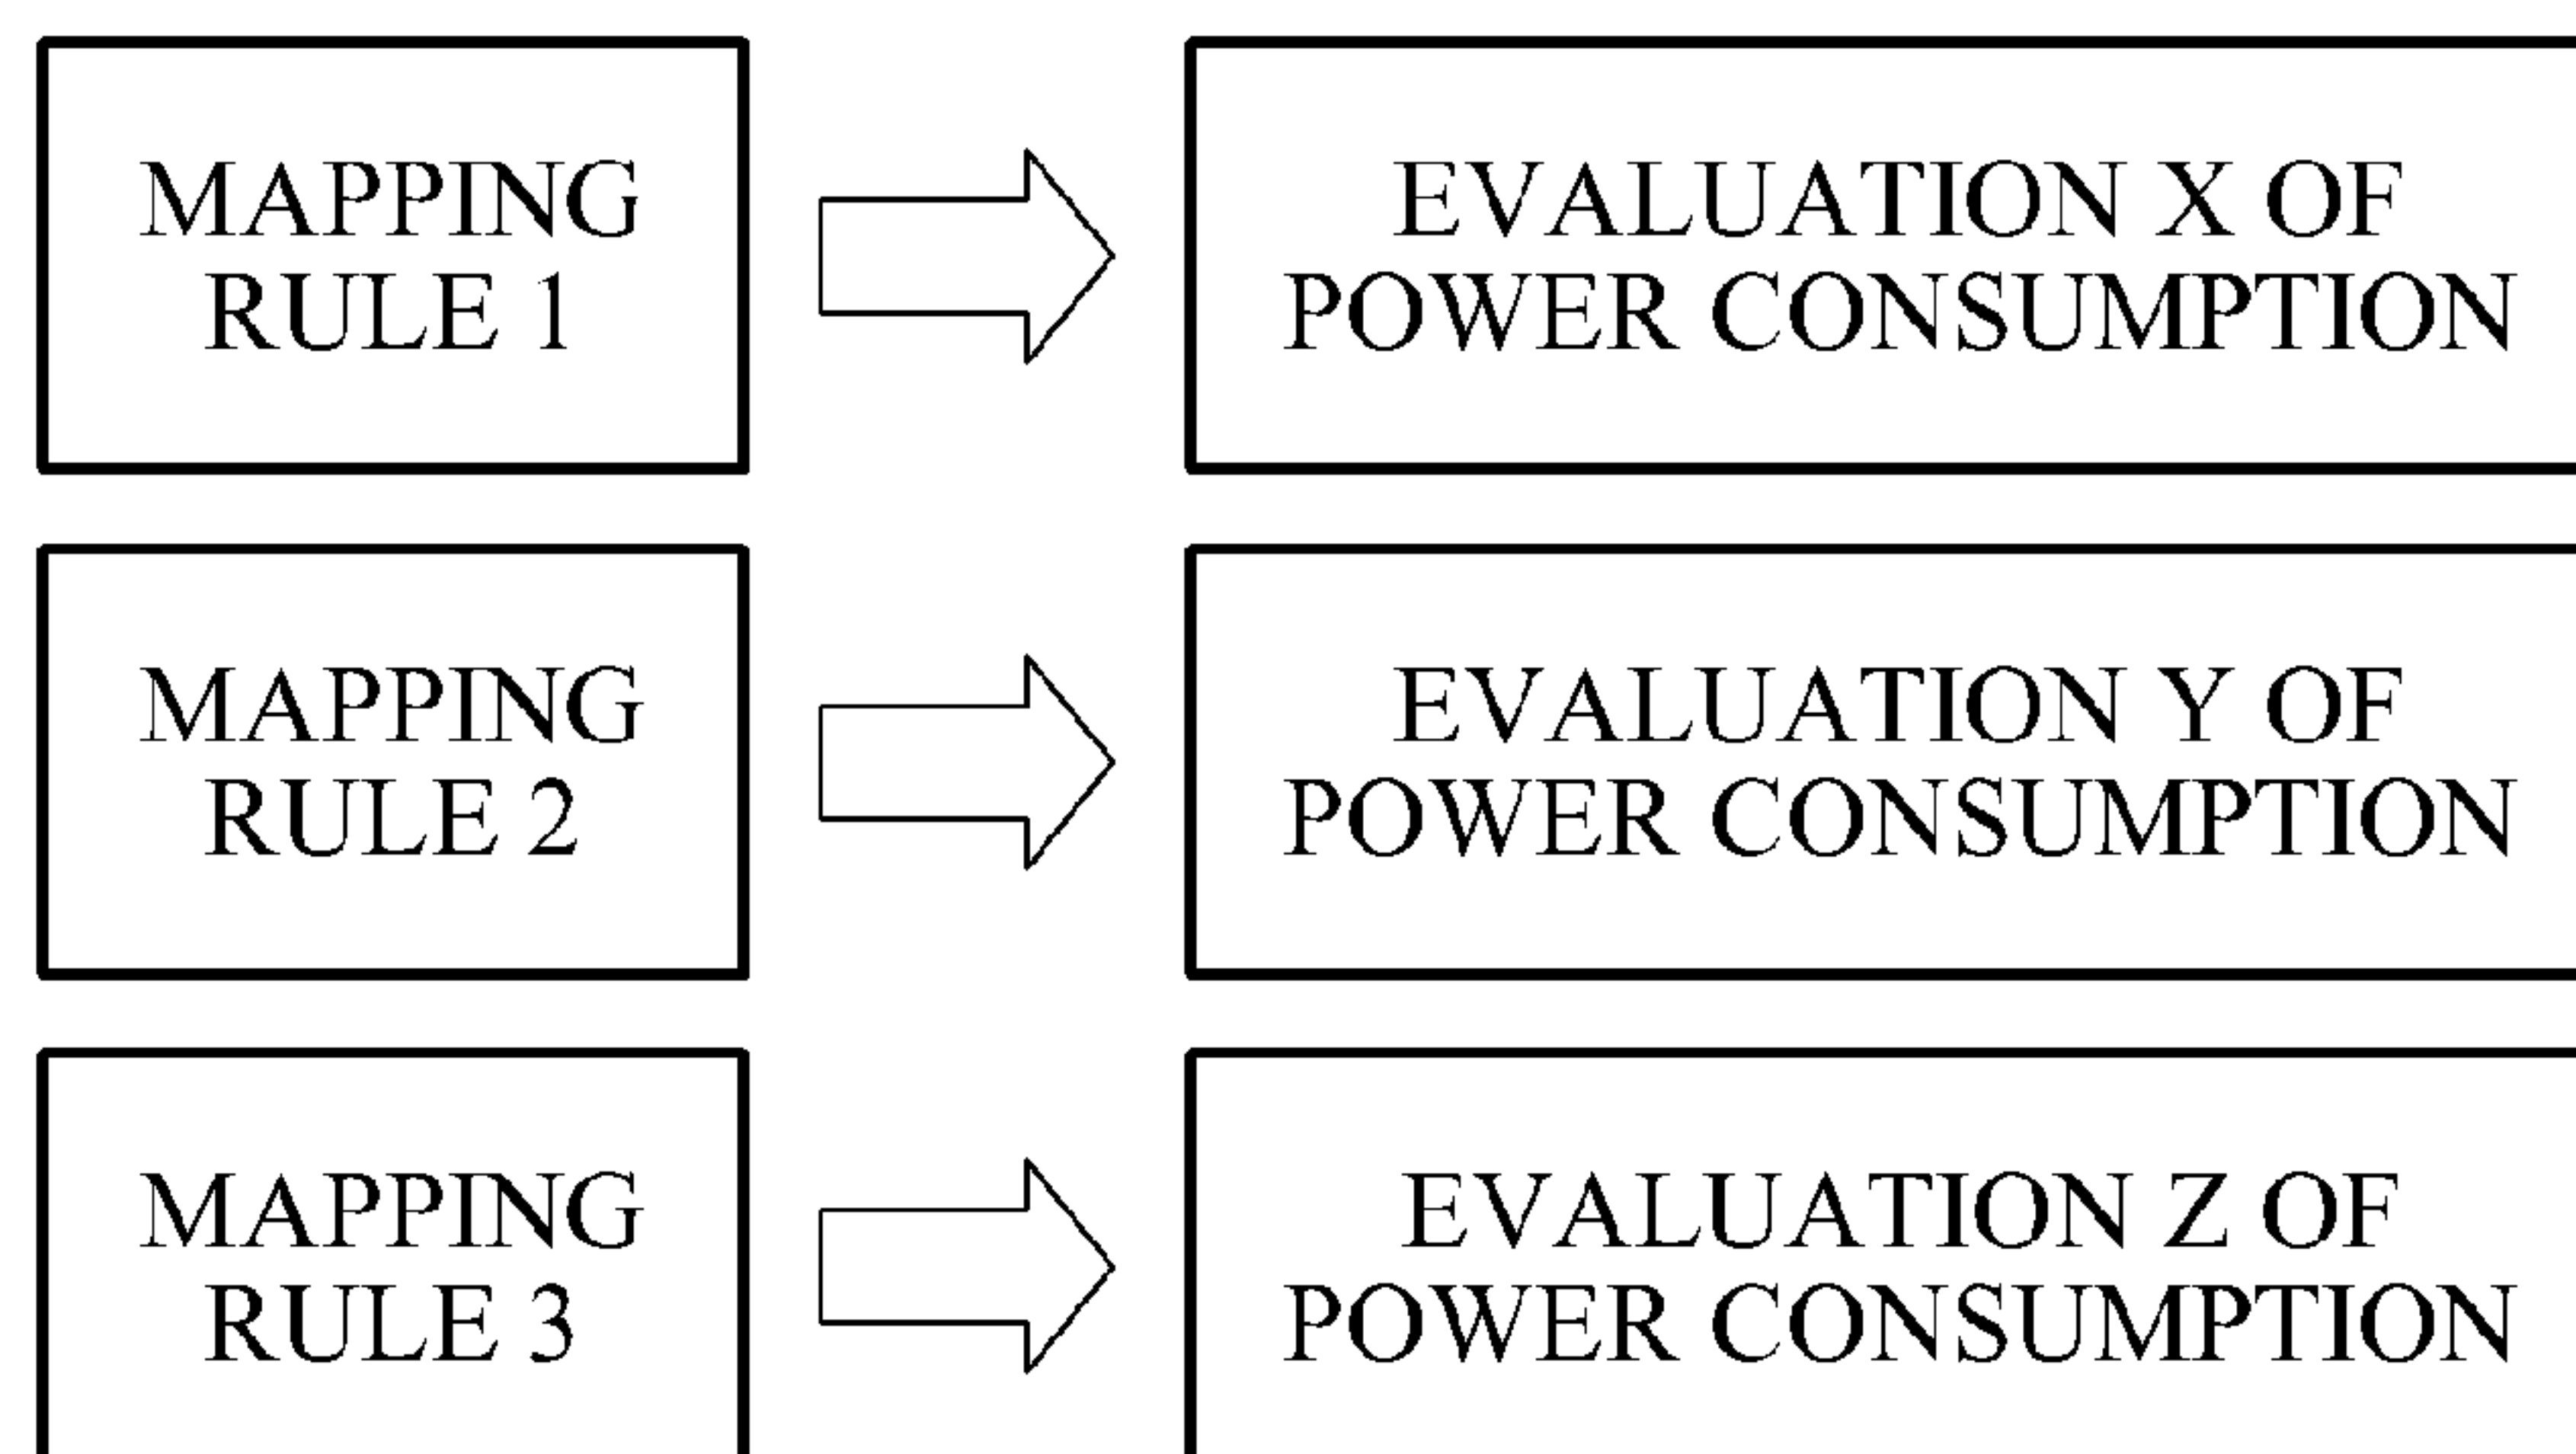 MAPPING
RULE 1
EVALUATION X OF
POWER CONSUMPTION
MAPPING
RULE 2
EVALUATION Y OF
POWER CONSUMPTION
MAPPING
RULE 3
EVALUATION Z OF
POWER CONSUMPTION